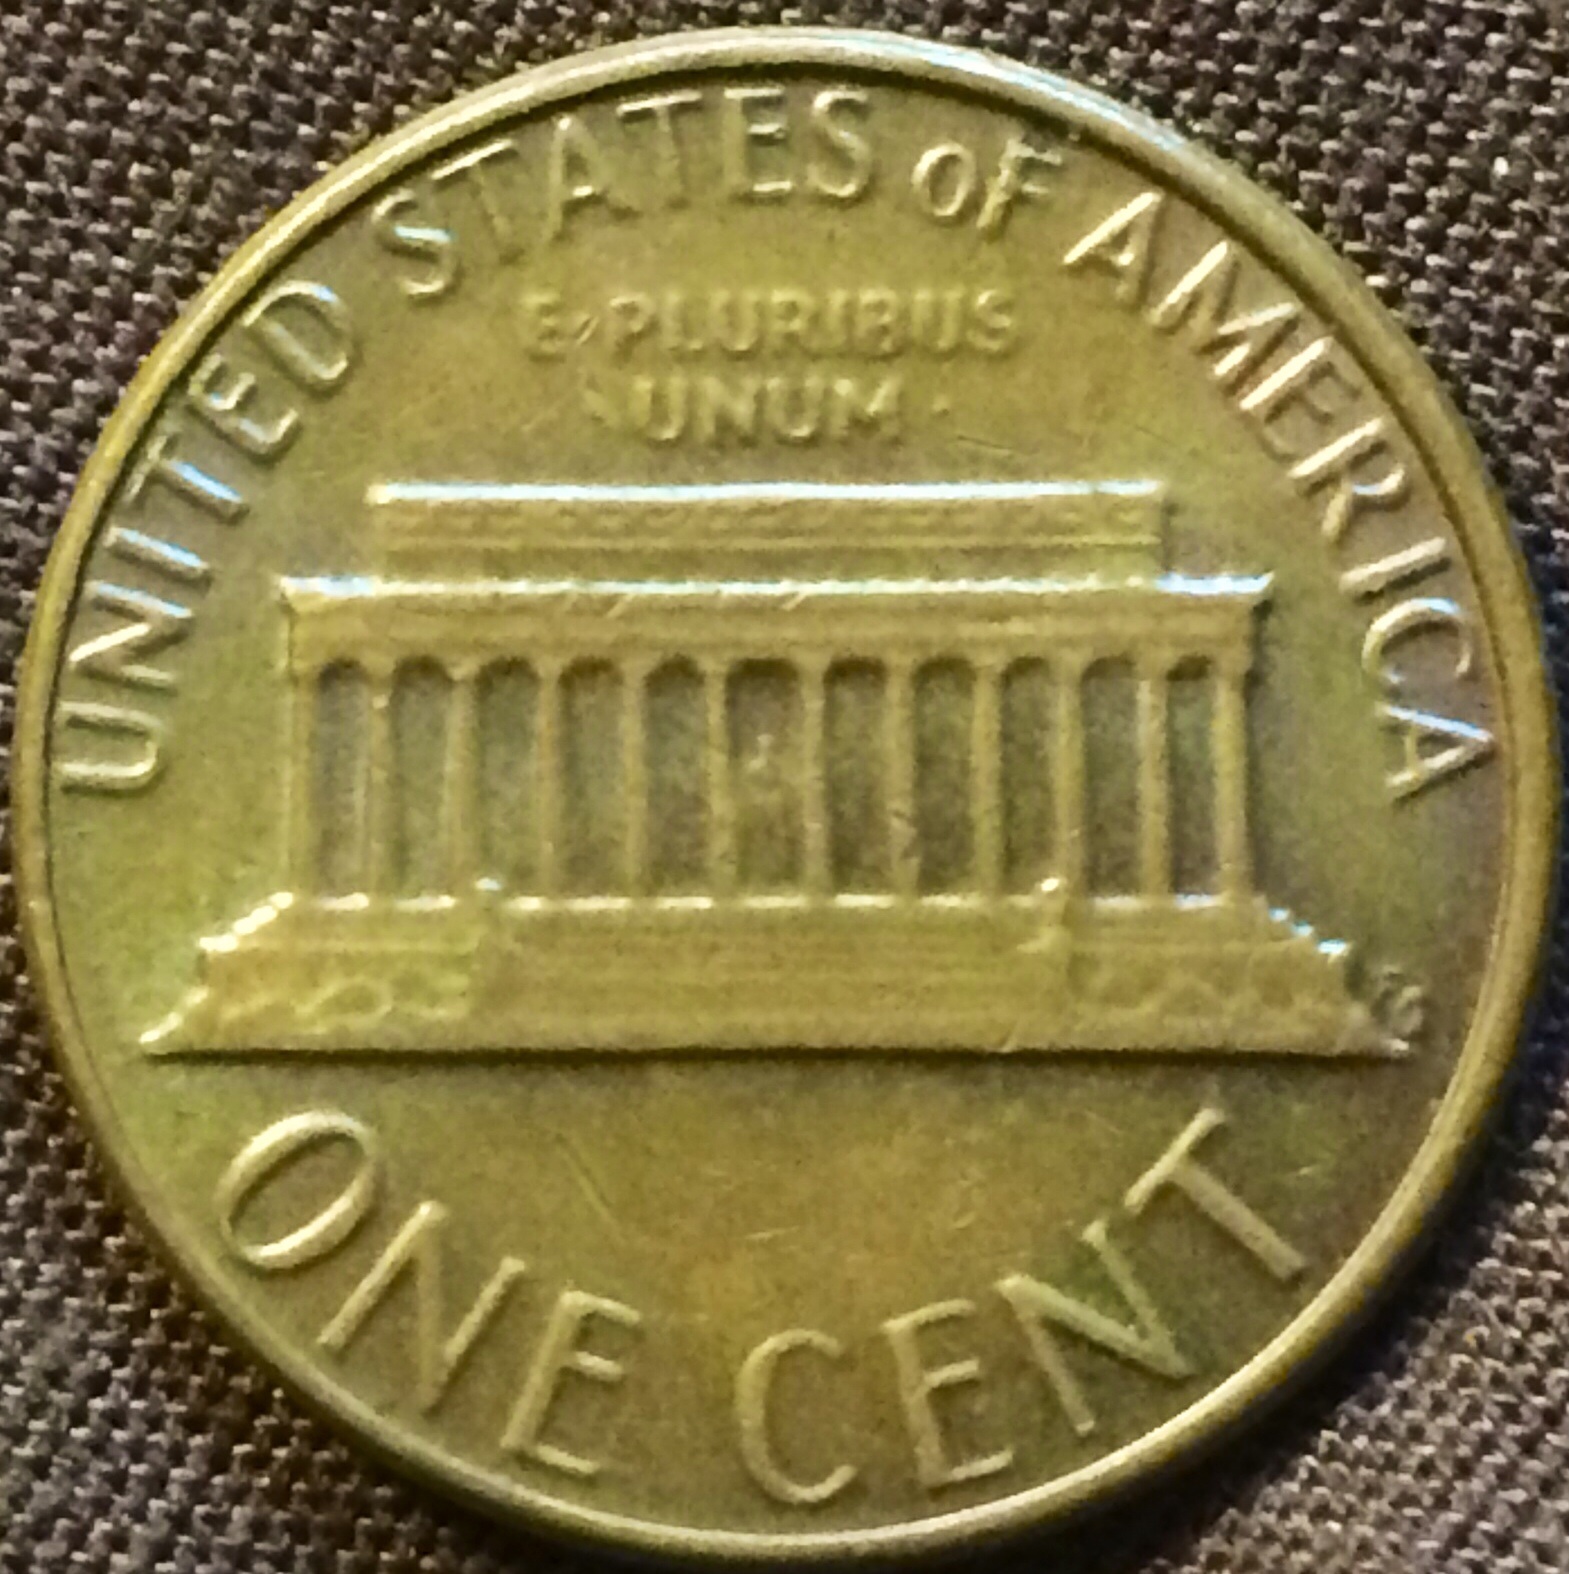 UNITED STATES OF AMERICA
E·PLURIBUS
·UNUM·
ONE CENT